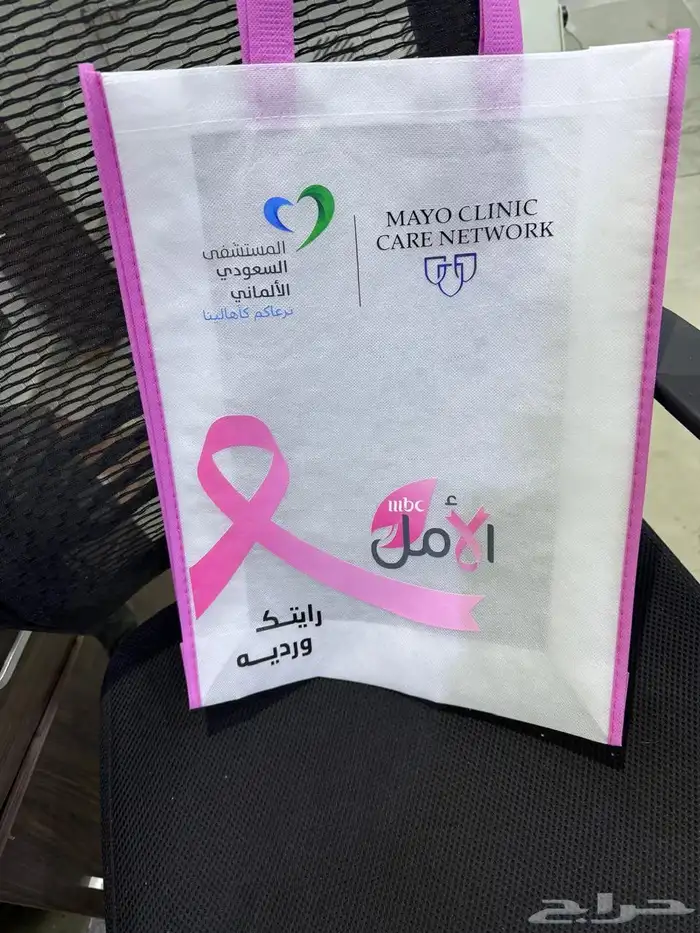 المستشفى
السعودي
الألماني
نرعاكم كأهالينا
MAYO CLINIC
CARE NETWORK
mbc
الأمل
رايتك
ورديه
حراج